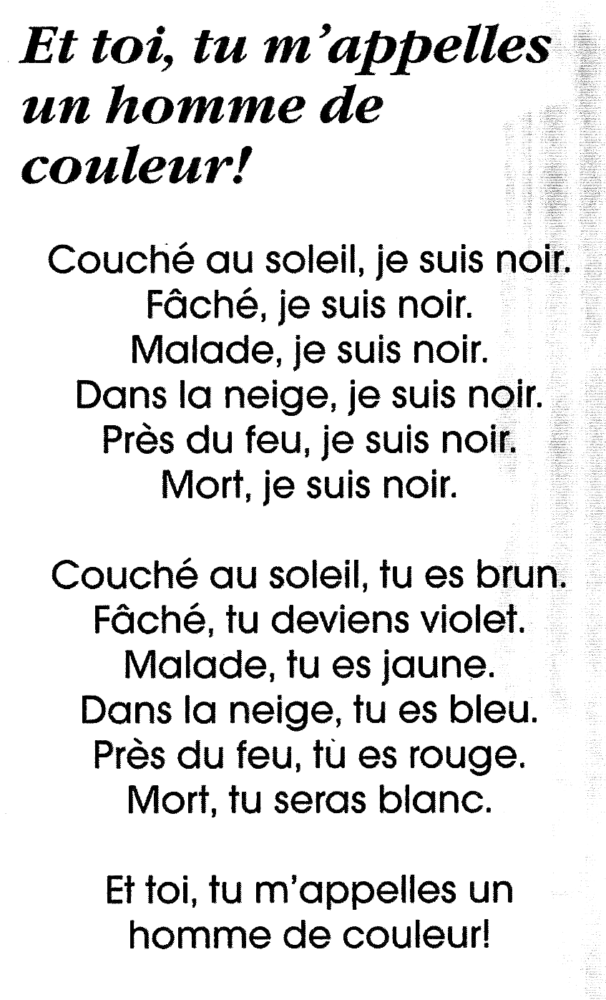 Et toi, tu m'appelles
un homme de
couleur!
Couché au soleil, je suis noir.
Fâché, je suis noir.
Malade, je suis noir.
Dans la neige, je suis noir.
Près du feu, je suis noir.
Mort, je suis noir.
Couché au soleil, tu es brun.
Fâché, tu deviens violet.
Malade, tu es jaune.
Dans la neige, tu es bleu.
Près du feu, tu es rouge.
Mort, tu seras blanc.
Et toi, tu m'appelles un
homme de couleur!